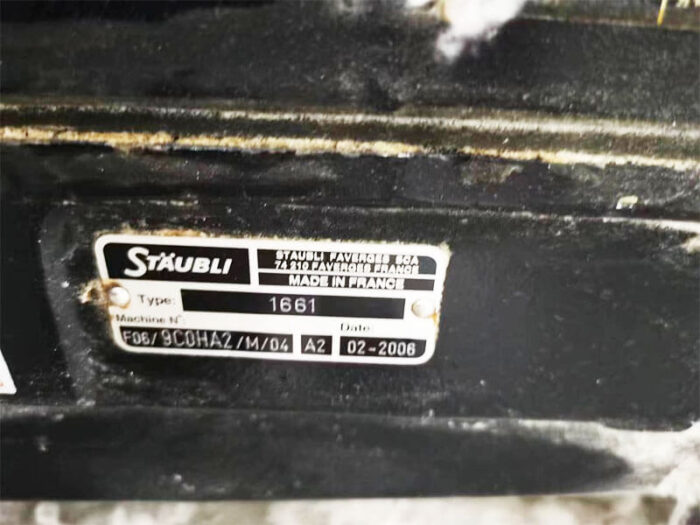 STÄUBLI
STAUBLI FAVERGES SCA
74 210 FAVERGES FRANCE
MADE IN FRANCE
Type: 1661
Machine N° Date:
F06/9C0HA2/M/04 A2 02-2006